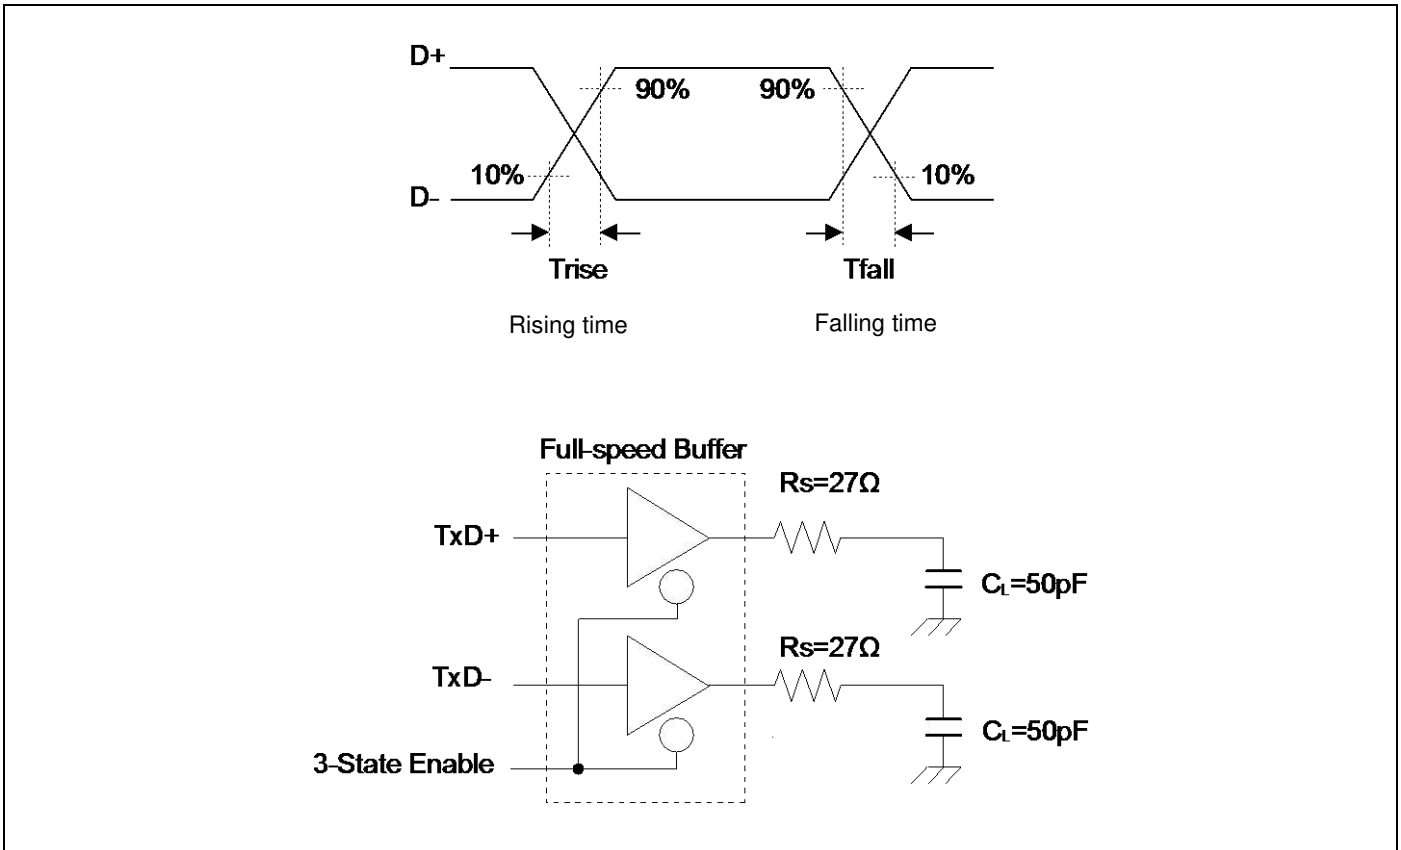 D+
90%
90%
10%
10%
D-
Trise
Tfall
Rising time
Falling time
Full-speed Buffer
Rs=27Ω
TxD+
CL=50pF
Rs=27Ω
TxD-
CL=50pF
3-State Enable